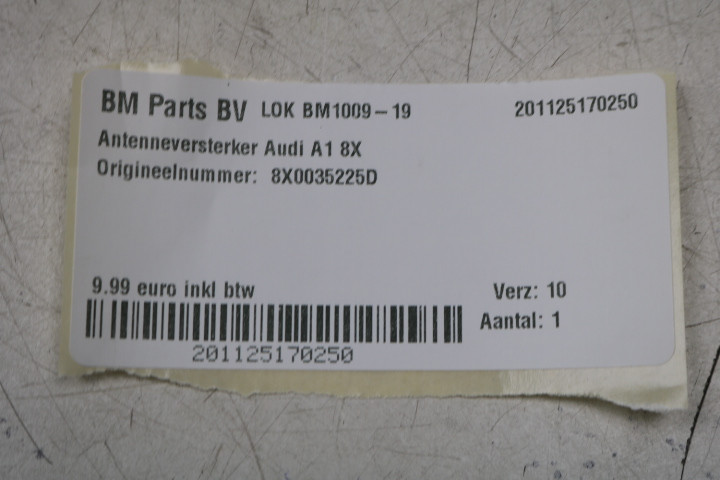 BM Parts BV LOK BM1009-19 201125170250
Antenneversterker Audi A1 8X
Origineelnummer: 8X0035225D
9.99 euro inkl btw Verz: 10
Aantal: 1
201125170250